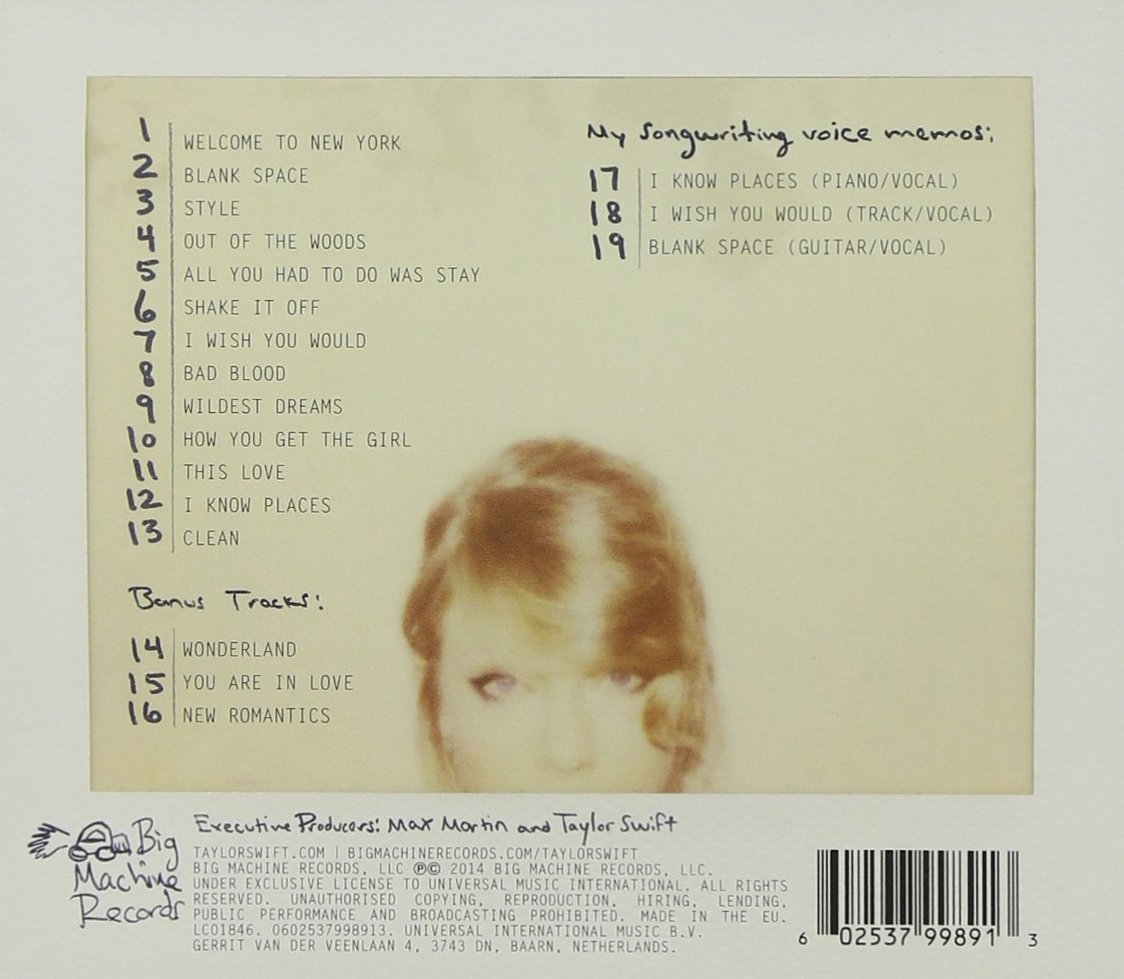 1 WELCOME TO NEW YORK
2 BLANK SPACE
3 STYLE
4 OUT OF THE WOODS
5 ALL YOU HAD TO DO WAS STAY
6 SHAKE IT OFF
7 I WISH YOU WOULD
8 BAD BLOOD
9 WILDEST DREAMS
10 HOW YOU GET THE GIRL
11 THIS LOVE
12 I KNOW PLACES
13 CLEAN
Bonus Tracks:
14 WONDERLAND
15 YOU ARE IN LOVE
16 NEW ROMANTICS
My songwriting voice memos:
17 I KNOW PLACES (PIANO/VOCAL)
18 I WISH YOU WOULD (TRACK/VOCAL)
19 BLANK SPACE (GUITAR/VOCAL)
Big
Machine
Records
Executive Producers: Max Martin and Taylor Swift
TAYLORSWIFT.COM | BIGMACHINERECORDS.COM/TAYLORSWIFT
BIG MACHINE RECORDS, LLC ℗© 2014 BIG MACHINE RECORDS, LLC.
UNDER EXCLUSIVE LICENSE TO UNIVERSAL MUSIC INTERNATIONAL. ALL RIGHTS
RESERVED. UNAUTHORISED COPYING, REPRODUCTION, HIRING, LENDING,
PUBLIC PERFORMANCE AND BROADCASTING PROHIBITED. MADE IN THE EU.
LC01846. 0602537998913. UNIVERSAL INTERNATIONAL MUSIC B.V.
GERRIT VAN DER VEENLAAN 4, 3743 DN, BAARN, NETHERLANDS.
6 02537 99891 3